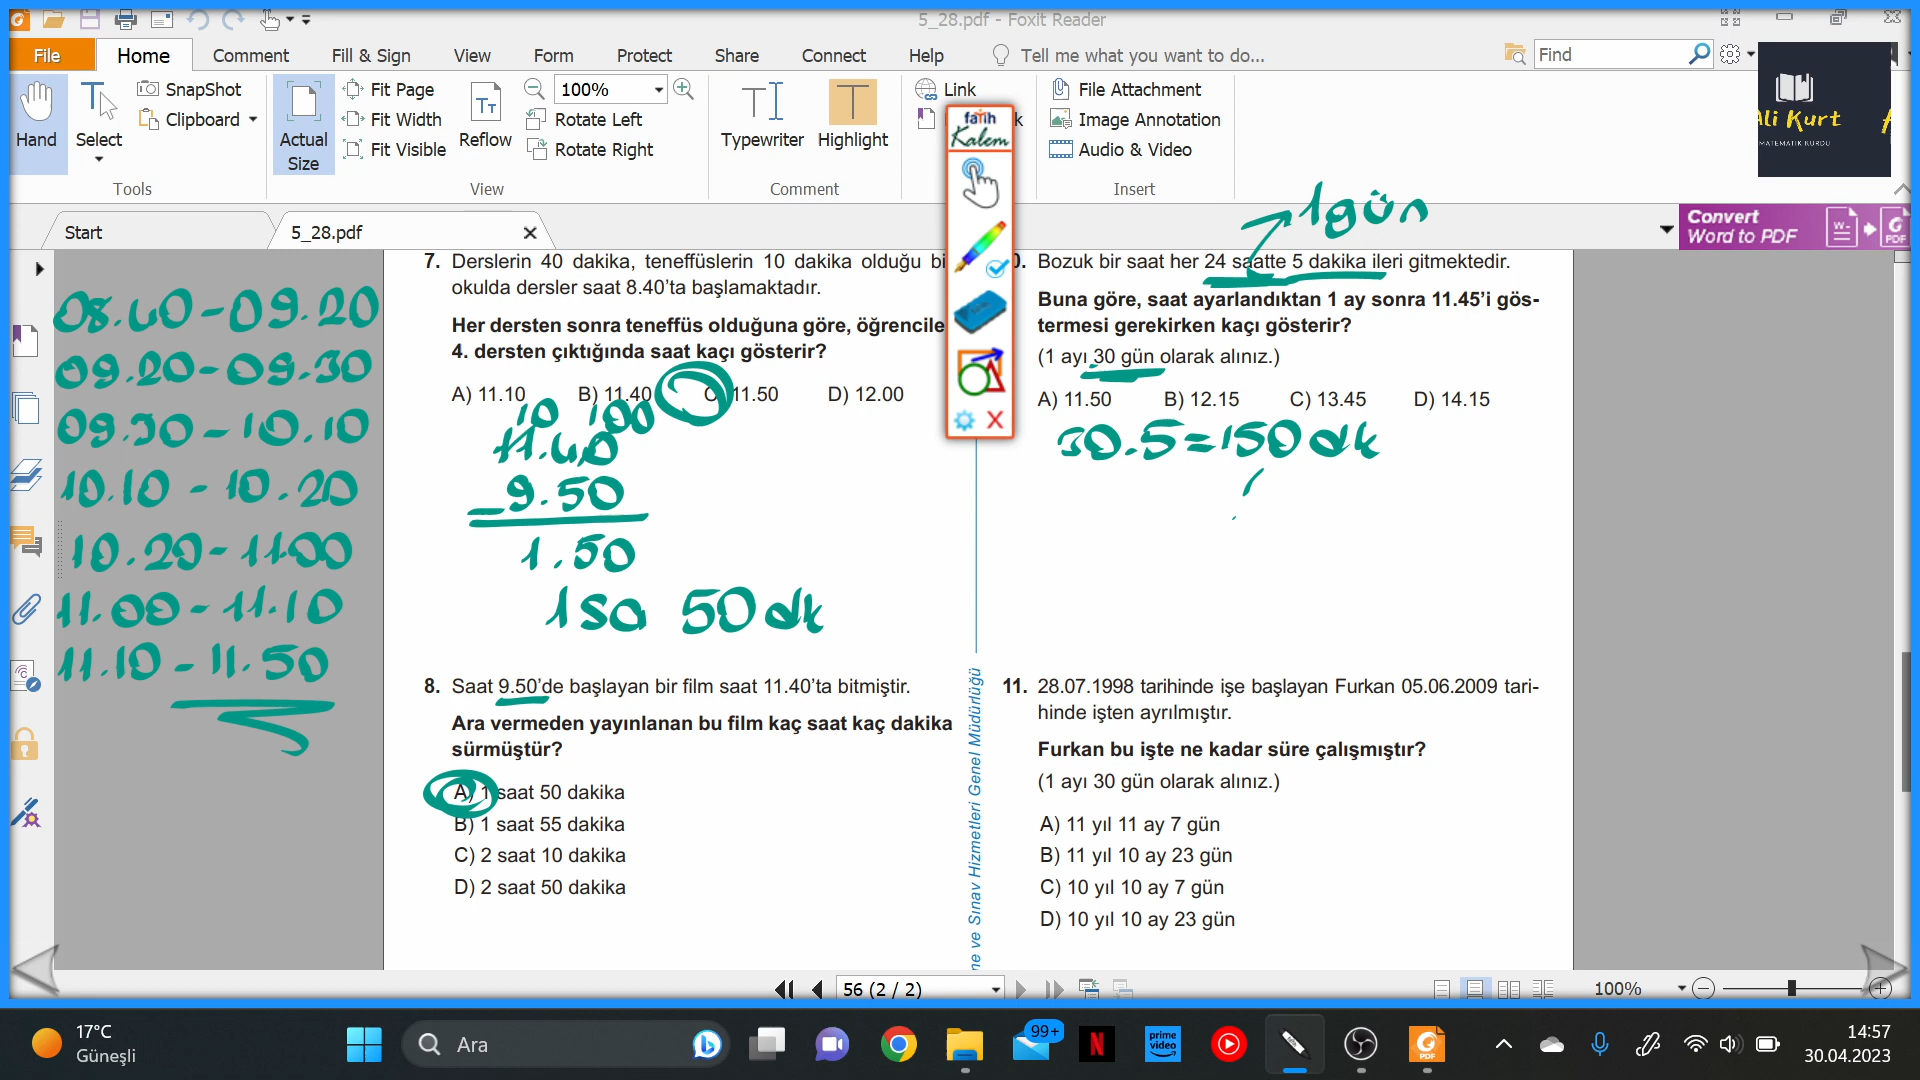 5_28.pdf - Foxit Reader
File Home Comment Fill & Sign View Form Protect Share Connect Help Tell me what you want to do... Find
Hand
Select
SnapShot
Clipboard
Actual Size
Fit Page
Fit Width
Fit Visible
Reflow
100%
Rotate Left
Rotate Right
Typewriter
Highlight
Link
File Attachment
Image Annotation
Audio & Video
Tools View Comment Insert
fatih
Kalem
Ali Kurt
MATEMATİK KURDU
Start
5_28.pdf
Convert
Word to PDF
1gün
08.40-09.20
09.20-09.30
09.30-10.10
10.10-10.20
10.20-11.00
11.00-11.10
11.10-11.50
7. Derslerin 40 dakika, teneffüslerin 10 dakika olduğu bi
okulda dersler saat 8.40'ta başlamaktadır.
Her dersten sonra teneffüs olduğuna göre, öğrencile
4. dersten çıktığında saat kaçı gösterir?
A) 11.10 B) 11.40 C) 11.50 D) 12.00
10 100
11.40
- 9.50
1.50
1sa 50dk
8. Saat 9.50'de başlayan bir film saat 11.40'ta bitmiştir.
Ara vermeden yayınlanan bu film kaç saat kaç dakika
sürmüştür?
A) 1 saat 50 dakika
B) 1 saat 55 dakika
C) 2 saat 10 dakika
D) 2 saat 50 dakika
ne ve Sınav Hizmetleri Genel Müdürlüğü
0. Bozuk bir saat her 24 saatte 5 dakika ileri gitmektedir.
Buna göre, saat ayarlandıktan 1 ay sonra 11.45'i gös-
termesi gerekirken kaçı gösterir?
(1 ayı 30 gün olarak alınız.)
A) 11.50 B) 12.15 C) 13.45 D) 14.15
30.5=150dk
11. 28.07.1998 tarihinde işe başlayan Furkan 05.06.2009 tari-
hinde işten ayrılmıştır.
Furkan bu işte ne kadar süre çalışmıştır?
(1 ayı 30 gün olarak alınız.)
A) 11 yıl 11 ay 7 gün
B) 11 yıl 10 ay 23 gün
C) 10 yıl 10 ay 7 gün
D) 10 yıl 10 ay 23 gün
56 (2 / 2)
100%
17°C
Güneşli
Ara
99+
prime video
14:57
30.04.2023